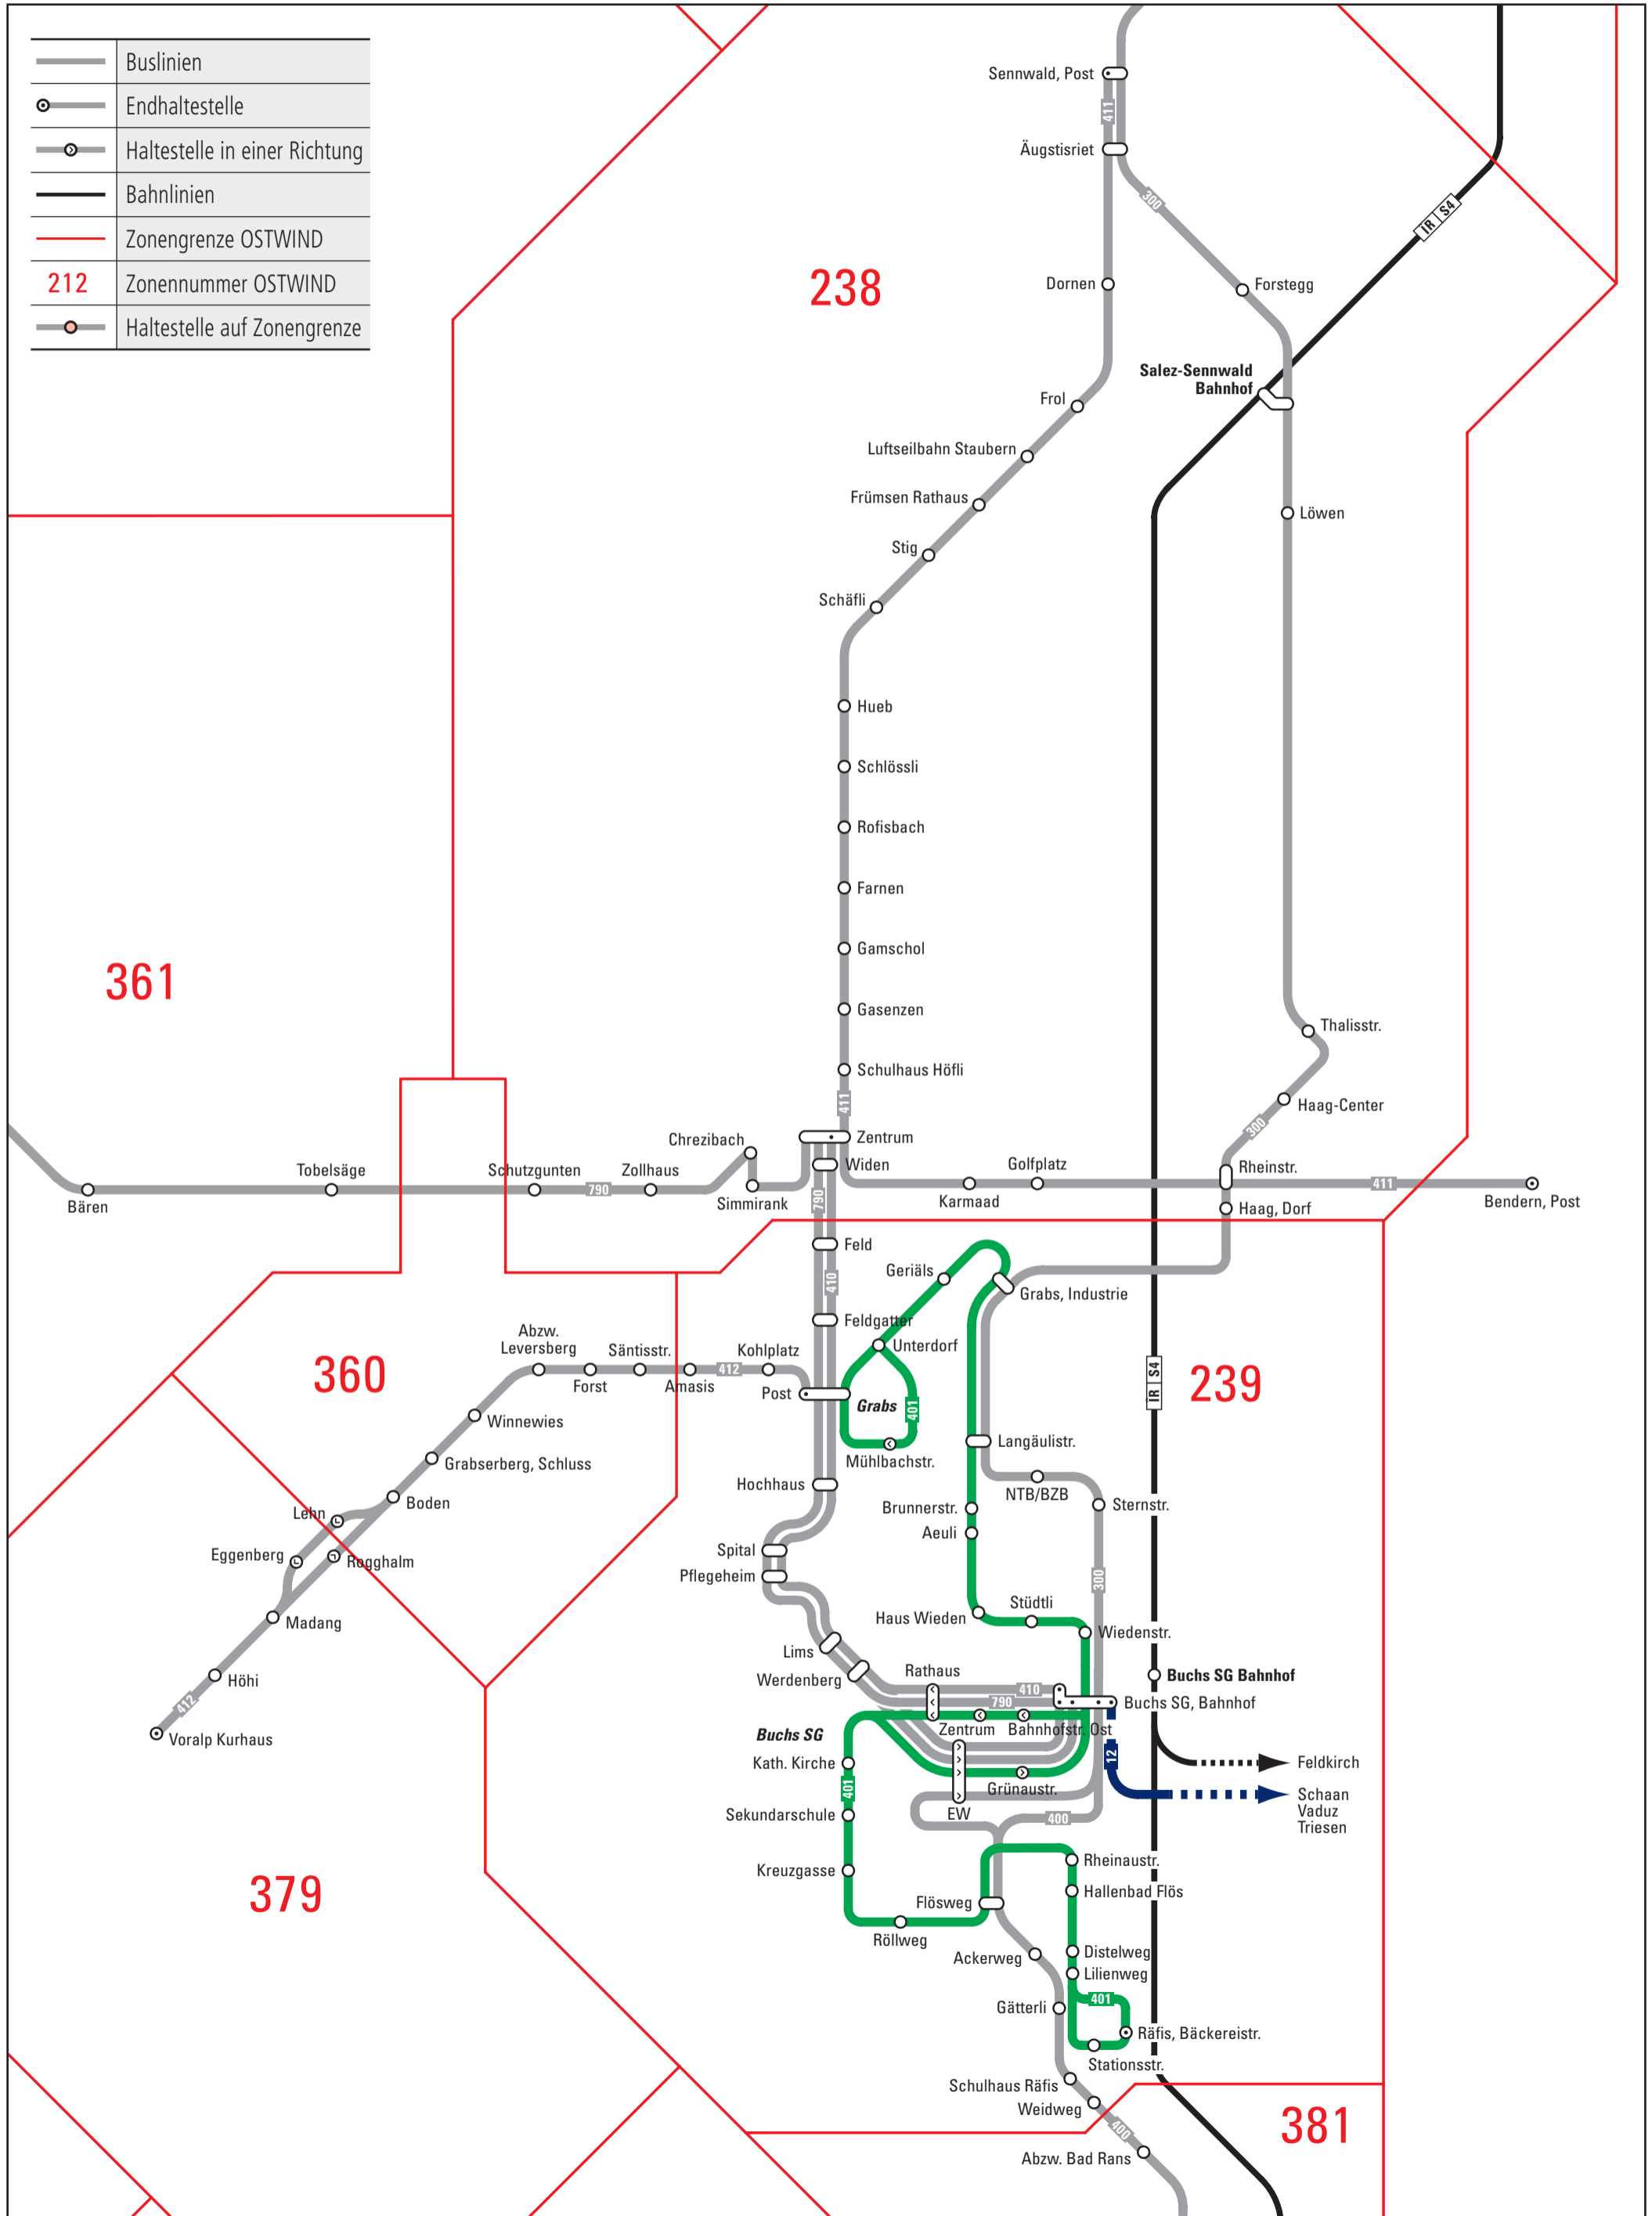 Buslinien
Endhaltestelle
Haltestelle in einer Richtung
Bahnlinien
Zonengrenze OSTWIND
212 Zonennummer OSTWIND
Haltestelle auf Zonengrenze
Sennwald, Post
411
Äugstisriet
300
IR | S4
238
Dornen
Forstegg
Salez-Sennwald
Bahnhof
Frol
Luftseilbahn Staubern
Frümsen Rathaus
Löwen
Stig
Schäfli
Hueb
Schlössli
Rofisbach
Farnen
Gamschol
361
Gasenzen
Thalisstr.
Schulhaus Höfli
411
Haag-Center
300
Chrezibach
Zentrum
Widen
Tobelsäge
Schutzgunten
Zollhaus
Golfplatz
Rheinstr.
790
790
411
Bären
Simmirank
Karmaad
Bendern, Post
Haag, Dorf
Feld
Geriäls
410
Grabs, Industrie
Feldgatter
Unterdorf
Abzw.
Leversberg
Säntisstr.
Kohlplatz
360
412
239
IR | S4
Forst
Amasis
Post
Grabs
401
Winnewies
Langäulistr.
Mühlbachstr.
Grabserberg, Schluss
Hochhaus
NTB/BZB
Boden
Sternstr.
Lehn
Brunnerstr.
Aeuli
Spital
Eggenberg
Rogghalm
Pflegeheim
300
Stüdtli
Haus Wieden
Madang
Wiedenstr.
Lims
Werdenberg
Rathaus
Buchs SG Bahnhof
Höhi
410
790
Buchs SG, Bahnhof
412
Voralp Kurhaus
Buchs SG
Zentrum
Bahnhofstr. Ost
12
Kath. Kirche
Feldkirch
401
Grünaustr.
Schaan
Vaduz
Triesen
Sekundarschule
EW
400
Kreuzgasse
Rheinaustr.
379
Hallenbad Flös
Flösweg
Röllweg
Distelweg
Ackerweg
Lilienweg
401
Gätterli
Räfis, Bäckereistr.
Stationsstr.
Schulhaus Räfis
Weidweg
400
381
Abzw. Bad Rans